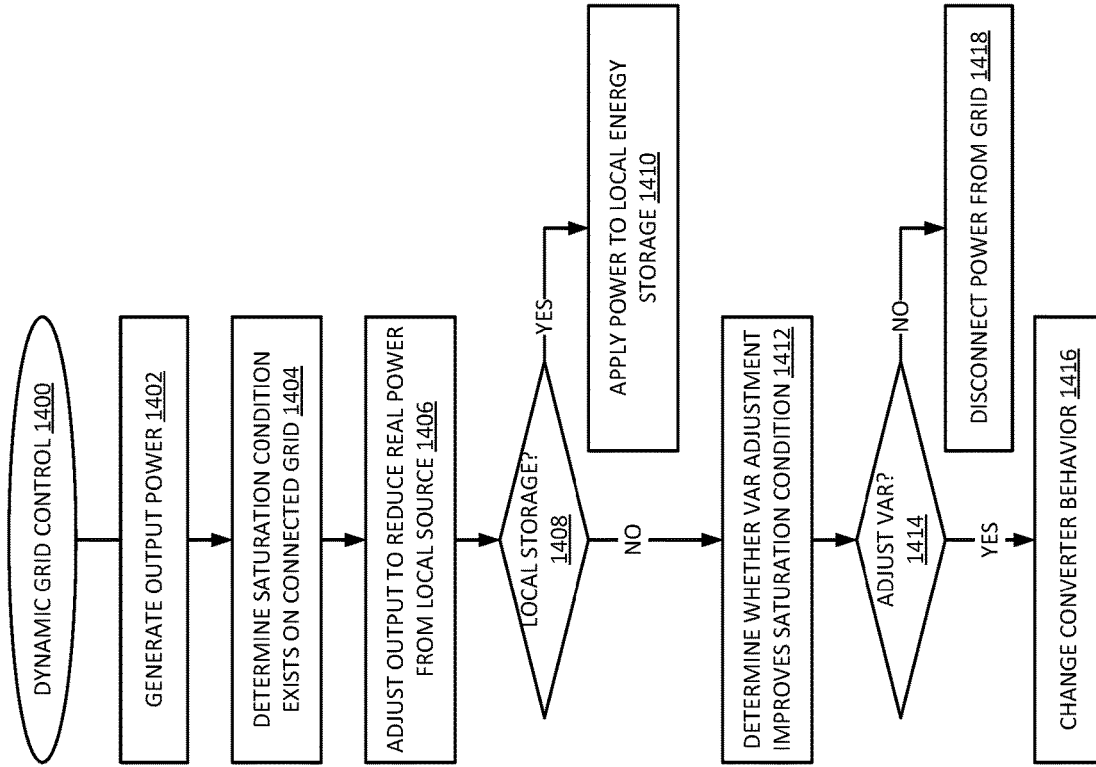 DYNAMIC GRID CONTROL 1400
GENERATE OUTPUT POWER 1402
DETERMINE SATURATION CONDITION
EXISTS ON CONNECTED GRID 1404
ADJUST OUTPUT TO REDUCE REAL POWER
FROM LOCAL SOURCE 1406
LOCAL STORAGE?
1408
YES
APPLY POWER TO LOCAL ENERGY
STORAGE 1410
NO
DETERMINE WHETHER VAR ADJUSTMENT
IMPROVES SATURATION CONDITION 1412
ADJUST VAR?
1414
NO
DISCONNECT POWER FROM GRID 1418
YES
CHANGE CONVERTER BEHAVIOR 1416